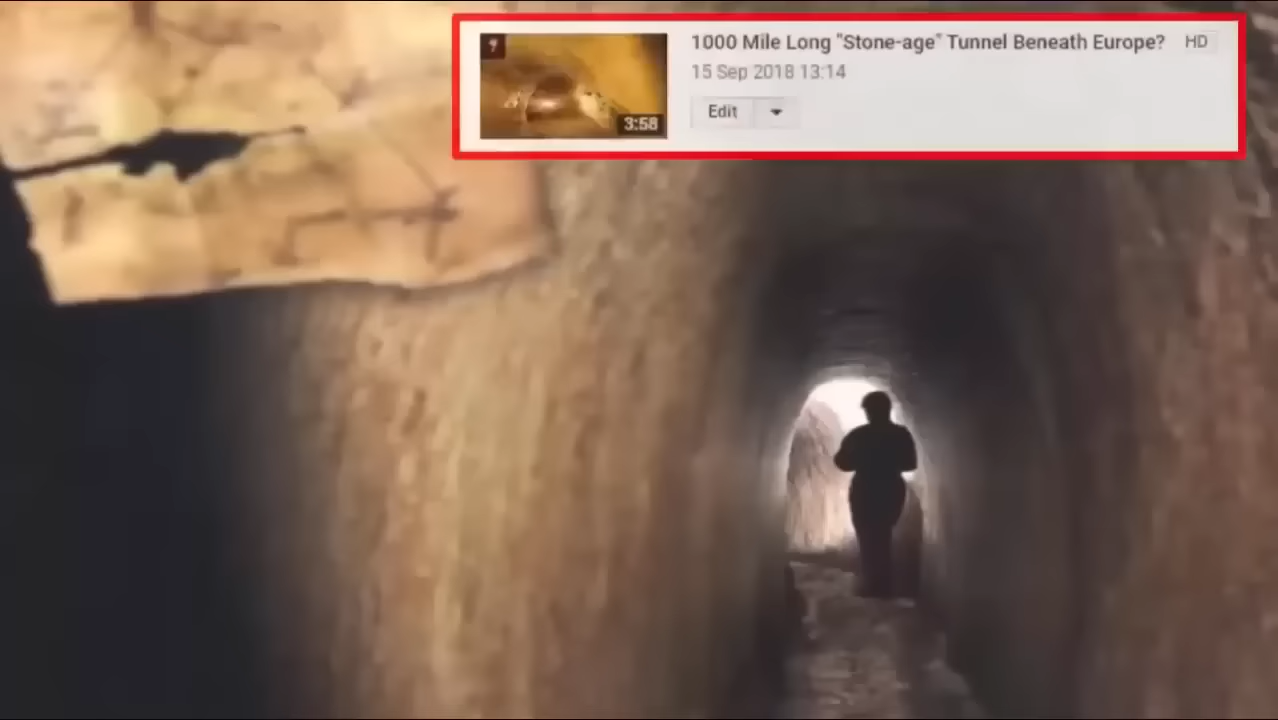 1000 Mile Long "Stone-age" Tunnel Beneath Europe? HD
15 Sep 2018 13:14
3:58
Edit